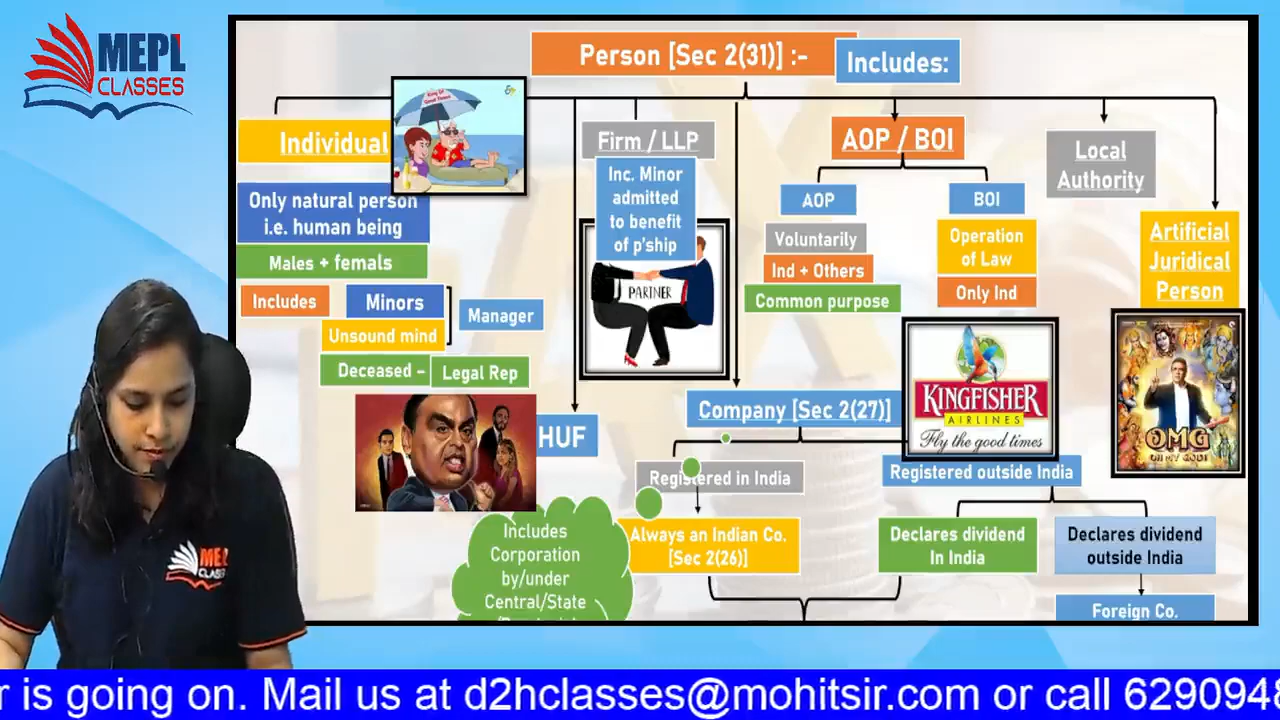 MEPL
CLASSES
Person [Sec 2(31)] :-
Includes:
Individual
Only natural person
i.e. human being
Males + femals
Includes
Minors
Unsound mind
Manager
Deceased –
Legal Rep
HUF
Firm / LLP
Inc. Minor
admitted
to benefit
of p'ship
PARTNER
AOP / BOI
AOP
Voluntarily
Ind + Others
Common purpose
BOI
Operation
of Law
Only Ind
Local
Authority
Artificial
Juridical
Person
KINGFISHER
AIRLINES
Fly the good times
OMG
OH MY GOD!
Company [Sec 2(27)]
Registered in India
Always an Indian Co.
[Sec 2(26)]
Registered outside India
Declares dividend
In India
Declares dividend
outside India
Foreign Co.
Includes
Corporation
by/under
Central/State
MEPL
CLASS
r is going on. Mail us at d2hclasses@mohitsir.com or call 6290948